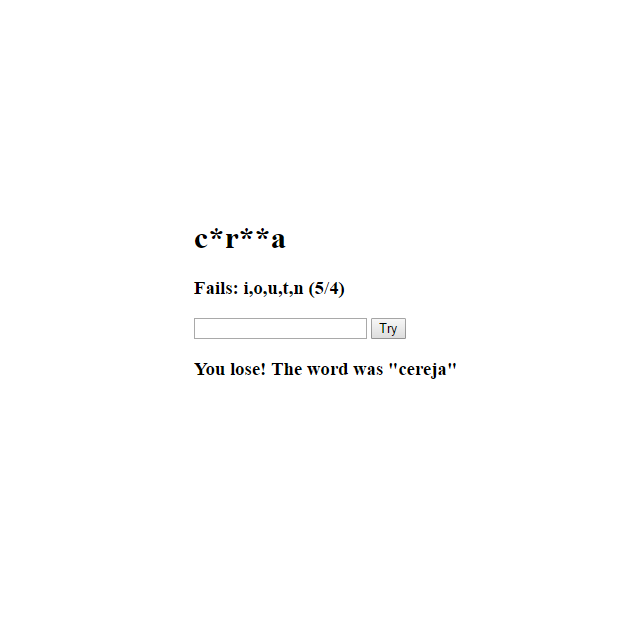 c*r**a
Fails: i,o,u,t,n (5/4)
Try
You lose! The word was "cereja"